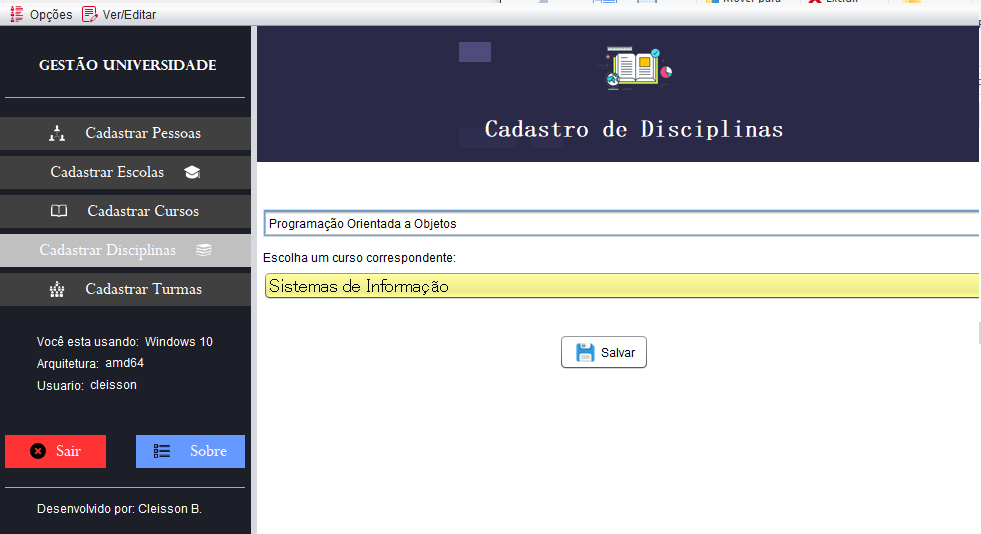 Opções Ver/Editar
GESTÃO UNIVERSIDADE
Cadastrar Pessoas
Cadastrar Escolas
Cadastrar Cursos
Cadastrar Disciplinas
Cadastrar Turmas
Você esta usando: Windows 10
Arquitetura: amd64
Usuario: cleisson
Sair Sobre
Desenvolvido por: Cleisson B.
Cadastro de Disciplinas
Programação Orientada a Objetos
Escolha um curso correspondente:
Sistemas de Informação
Salvar